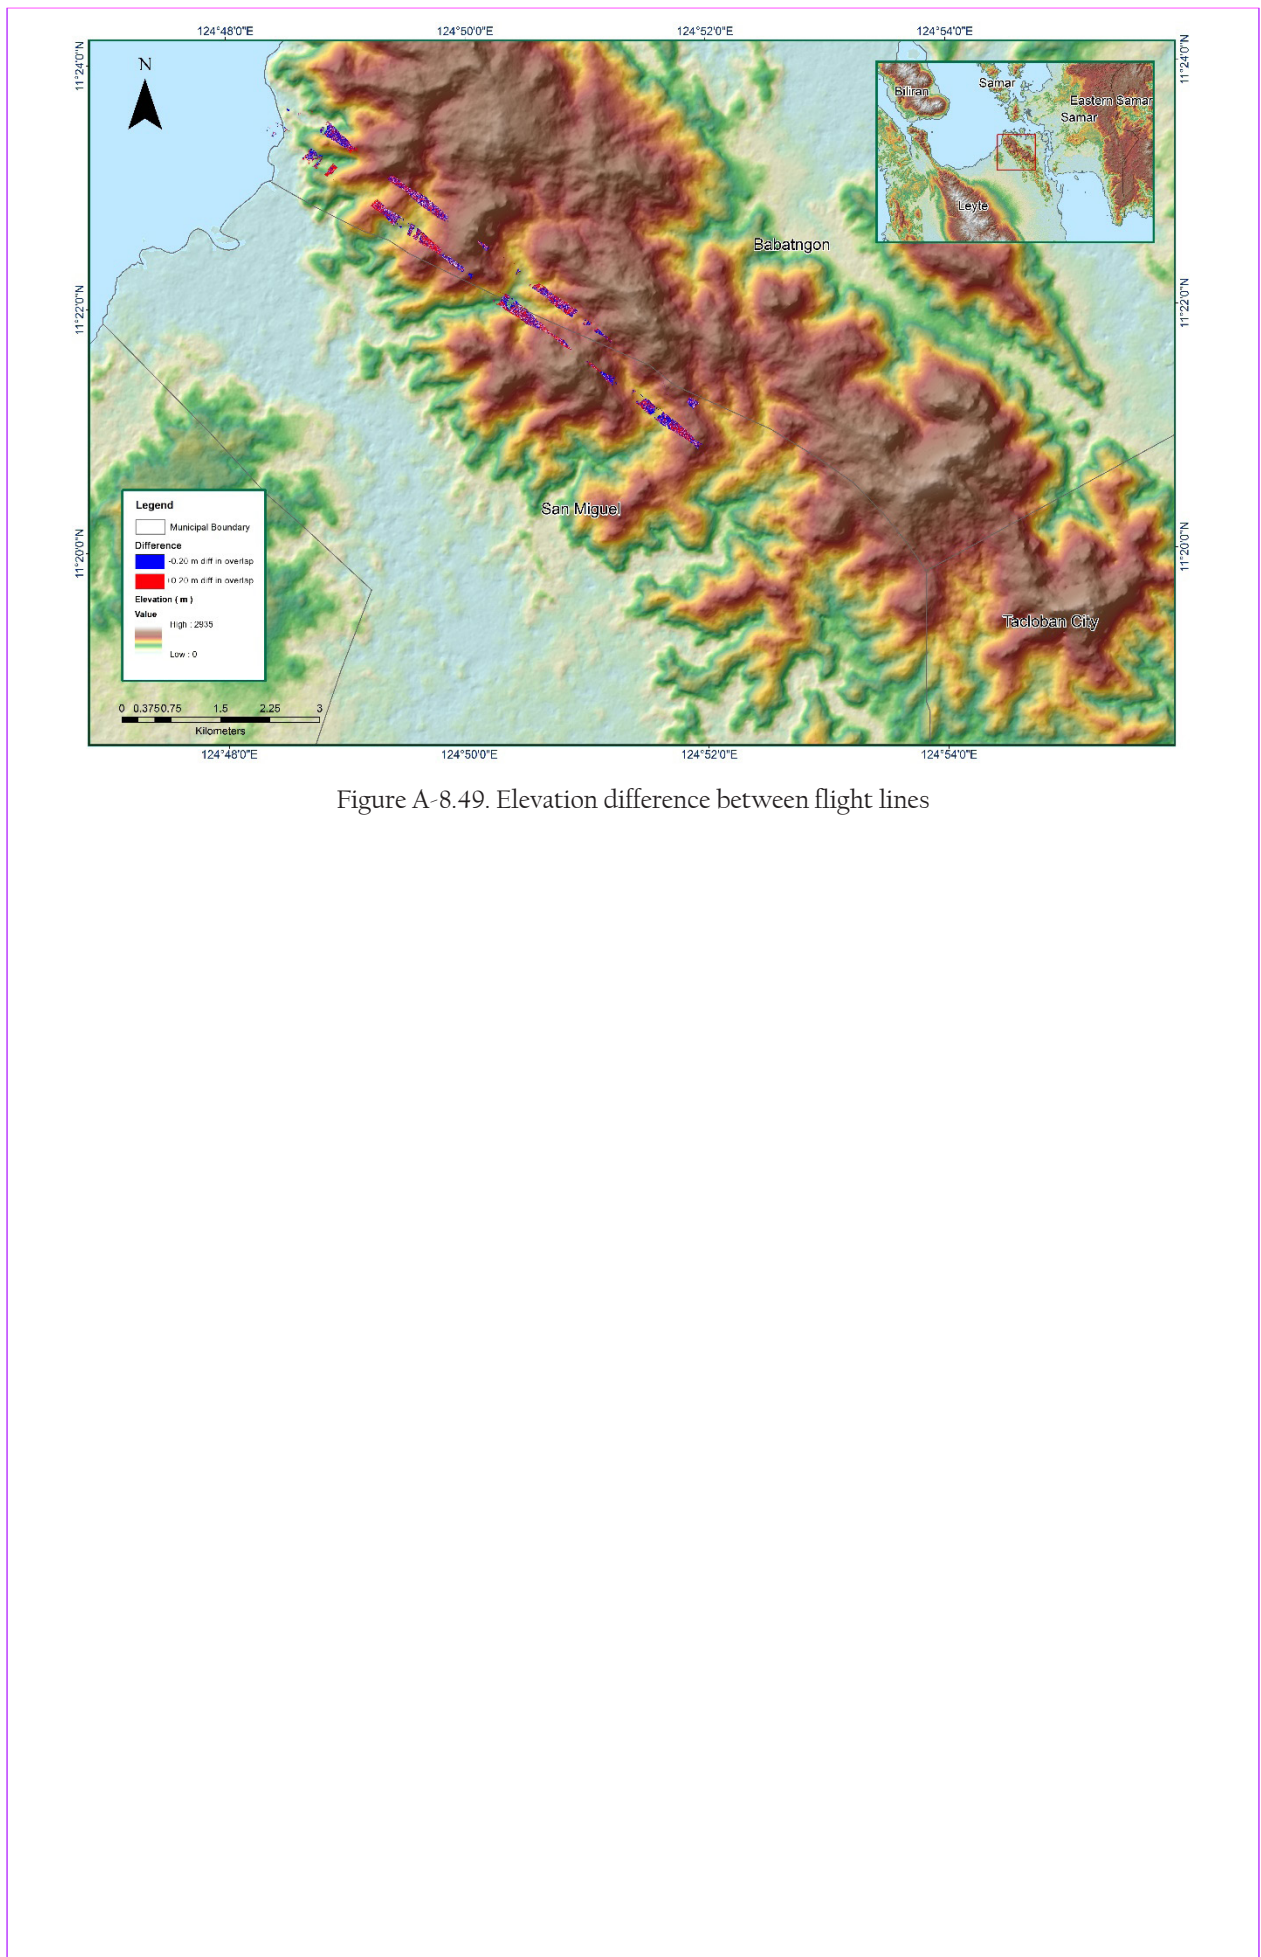 124°48'0"E 124°50'0"E 124°52'0"E 124°54'0"E
11°24'0"N
11°24'0"N
N
Biliran
Samar
Eastern Samar
Samar
Leyte
Babatngon
11°22'0"N
11°22'0"N
San Miguel
Legend
Municipal Boundary
Difference
-0.20 m diff in overlap
+0.20 m diff in overlap
Elevation ( m )
Value
High : 2935
Low : 0
11°20'0"N
11°20'0"N
Tacloban City
0 0.375 0.75 1.5 2.25 3
Kilometers
124°48'0"E 124°50'0"E 124°52'0"E 124°54'0"E
Figure A-8.49. Elevation difference between flight lines